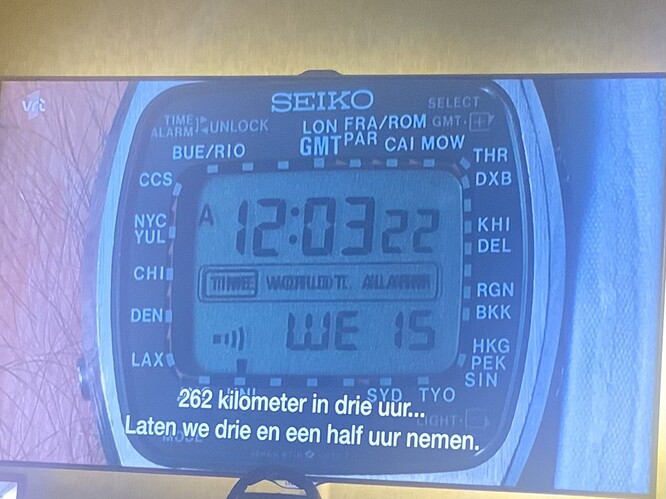 vrt
SEIKO
TIME
ALARM
UNLOCK
SELECT
GMT
LON FRA/ROM
GMT PAR CAI MOW
BUE/RIO
THR
CCS
DXB
NYC
YUL
KHI
DEL
CHI
RGN
DEN
BKK
LAX
HKG
PEK
SIN
A 12:03 22
TIME WORLD T. ALARM
WE 15
SYD TYO
LIGHT
MODE
262 kilometer in drie uur...
Laten we drie en een half uur nemen.